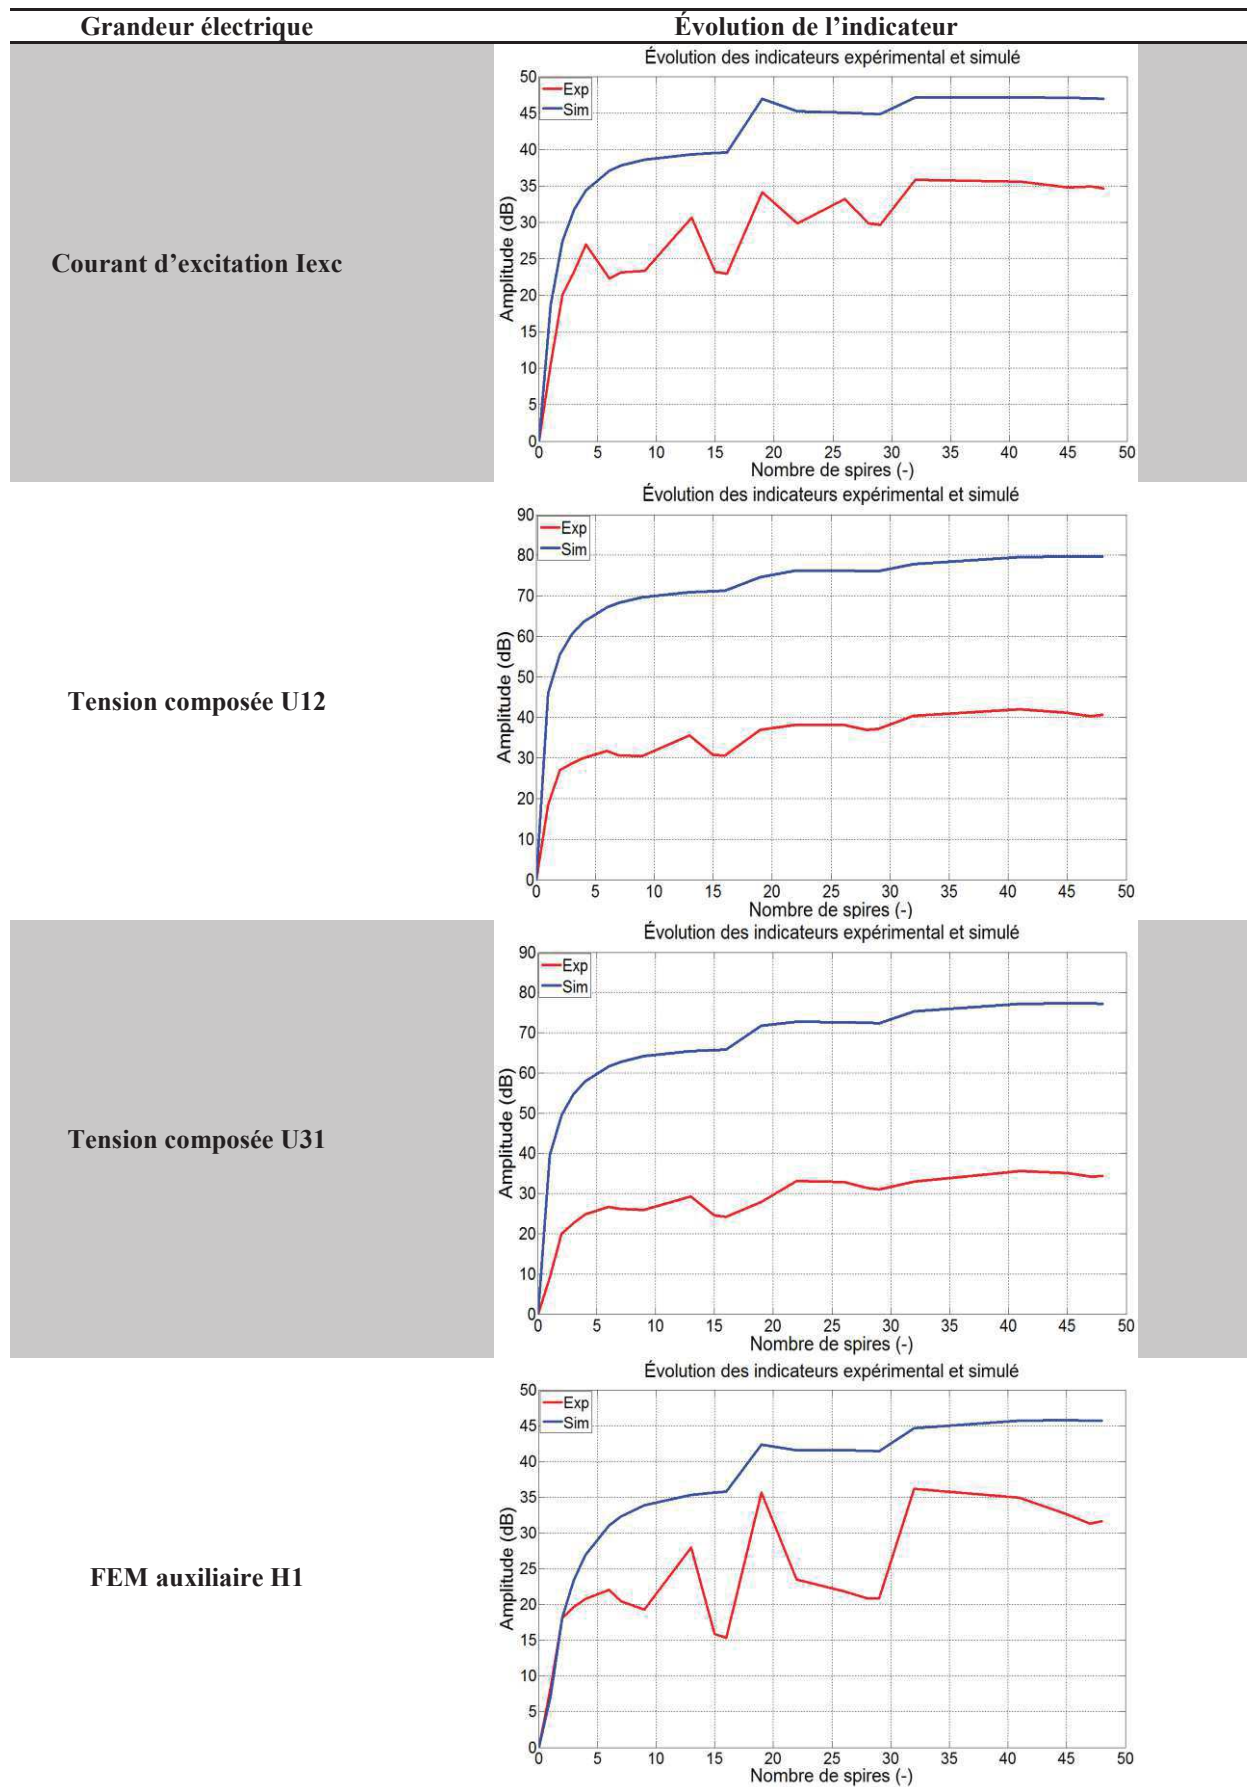 Grandeur électrique Évolution de l'indicateur
Évolution des indicateurs expérimental et simulé
50
45
40
35
30
25
20
15
10
5
0
Exp
Sim
Amplitude (dB)
Courant d'excitation Iexc
0 5 10 15 20 25 30 35 40 45 50
Nombre de spires (-)
Évolution des indicateurs expérimental et simulé
90
80
70
60
50
40
30
20
10
0
Exp
Sim
Amplitude (dB)
Tension composée U12
0 5 10 15 20 25 30 35 40 45 50
Nombre de spires (-)
Évolution des indicateurs expérimental et simulé
90
80
70
60
50
40
30
20
10
0
Exp
Sim
Amplitude (dB)
Tension composée U31
0 5 10 15 20 25 30 35 40 45 50
Nombre de spires (-)
Évolution des indicateurs expérimental et simulé
50
45
40
35
30
25
20
15
10
5
0
Exp
Sim
Amplitude (dB)
FEM auxiliaire H1
0 5 10 15 20 25 30 35 40 45 50
Nombre de spires (-)